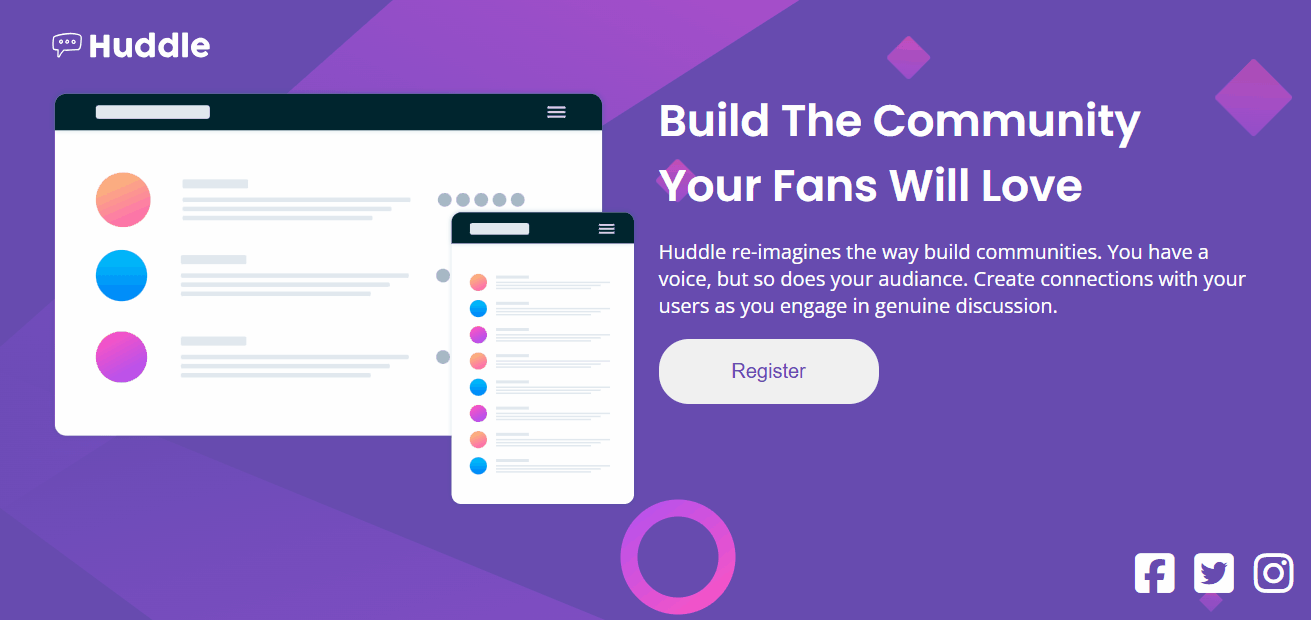 Huddle
Build The Community
Your Fans Will Love
Huddle re-imagines the way build communities. You have a
voice, but so does your audiance. Create connections with your
users as you engage in genuine discussion.
Register